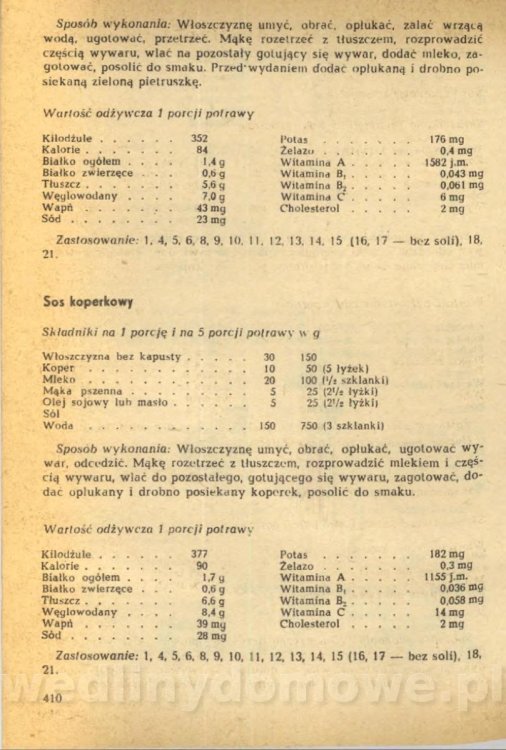 Sposób wykonania: Włoszczyznę umyć, obrać, opłukać, zalać wrzącą
wodą, ugotować, przetrzeć. Mąkę rozetrzeć z tłuszczem, rozprowadzić
częścią wywaru, wlać na pozostały gotujący się wywar, dodać mleko, za-
gotować, posolić do smaku. Przed wydaniem dodać opłukaną i drobno po-
siekaną zieloną pietruszkę.
Wartość odżywcza 1 porcji potrawy
Kilodżule . . . . . . 352 Potas . . . . . . . 176 mg
Kalorie . . . . . . . 84 Żelazo . . . . . . . 0,4 mg
Białko ogółem . . . . 1,4 g Witamina A . . . . . 1582 j.m.
Białko zwierzęce . . . 0,6 g Witamina B₁ . . . . . 0,043 mg
Tłuszcz . . . . . . . 5,6 g Witamina B₂ . . . . . 0,061 mg
Węglowodany . . . . 7,0 g Witamina C . . . . . 6 mg
Wapń . . . . . . . 43 mg Cholesterol . . . . . 2 mg
Sód . . . . . . . . 23 mg
Zastosowanie: 1, 4, 5, 6, 8, 9, 10, 11, 12, 13, 14, 15 (16, 17 — bez soli), 18,
21.
Sos koperkowy
Składniki na 1 porcję i na 5 porcji potrawy w g
Włoszczyzna bez kapusty . . . . . 30 150
Koper . . . . . . . . . . 10 50 (5 łyżek)
Mleko . . . . . . . . . . 20 100 (¹/₂ szklanki)
Mąka pszenna . . . . . . . . 5 25 (2¹/₂ łyżki)
Olej sojowy lub masło . . . . . . 5 25 (2¹/₂ łyżki)
Sól
Woda . . . . . . . . . . 150 750 (3 szklanki)
Sposób wykonania: Włoszczyznę umyć, obrać, opłukać, ugotować wy-
war, odcedzić. Mąkę rozetrzeć z tłuszczem, rozprowadzić mlekiem i częś-
cią wywaru, wlać do pozostałego, gotującego się wywaru, zagotować, do-
dać opłukany i drobno posiekany koperek, posolić do smaku.
Wartość odżywcza 1 porcji potrawy
Kilodżule . . . . . . 377 Potas . . . . . . . 182 mg
Kalorie . . . . . . . 90 Żelazo . . . . . . . 0,3 mg
Białko ogółem . . . . 1,7 g Witamina A . . . . . 1155 j.m.
Białko zwierzęce . . . 0,6 g Witamina B₁ . . . . . 0,036 mg
Tłuszcz . . . . . . . 6,6 g Witamina B₂ . . . . . 0,058 mg
Węglowodany . . . . 8,4 g Witamina C . . . . . 14 mg
Wapń . . . . . . . 39 mg Cholesterol . . . . . 2 mg
Sód . . . . . . . . 28 mg
Zastosowanie: 1, 4, 5, 6, 8, 9, 10, 11, 12, 13, 14, 15 (16, 17 — bez soli), 18,
21.
wedlinydomowe.pl
410